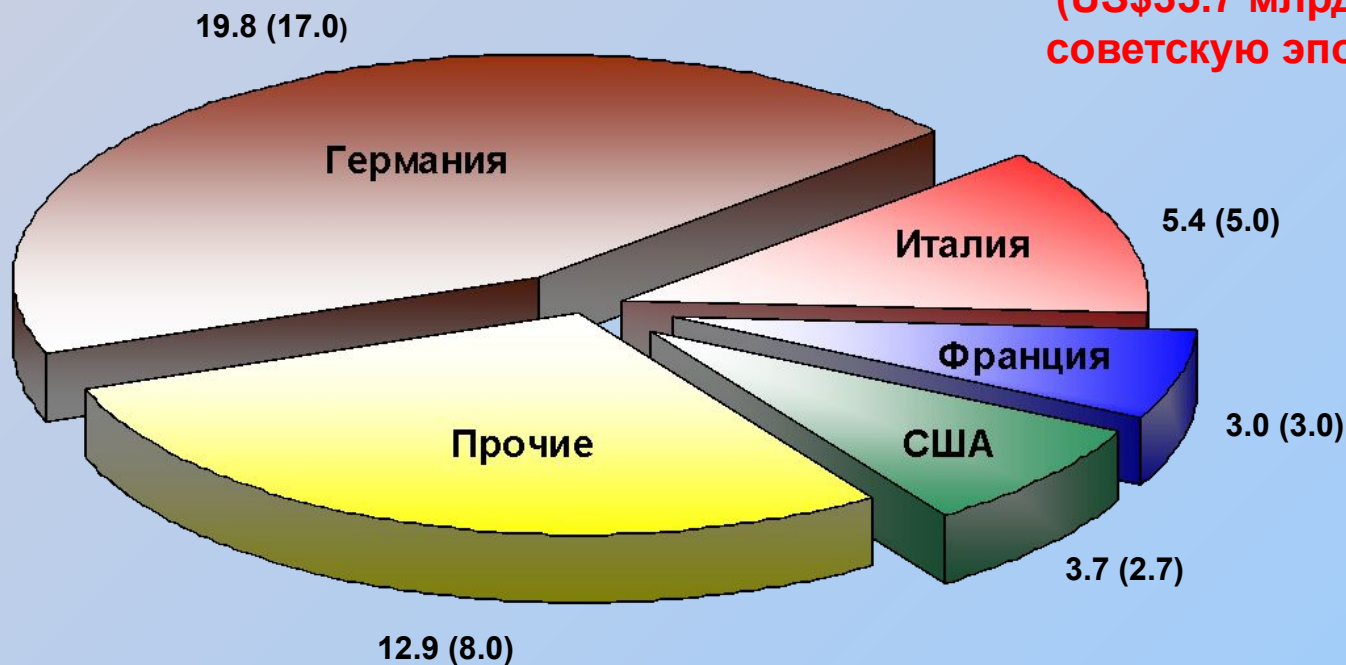 19.8 (17.0)
советскую
Германия
Италия
5.4 (5.0)
Франция
США
3.0 (3.0)
Прочие
3.7 (2.7)
12.9 (8.0)